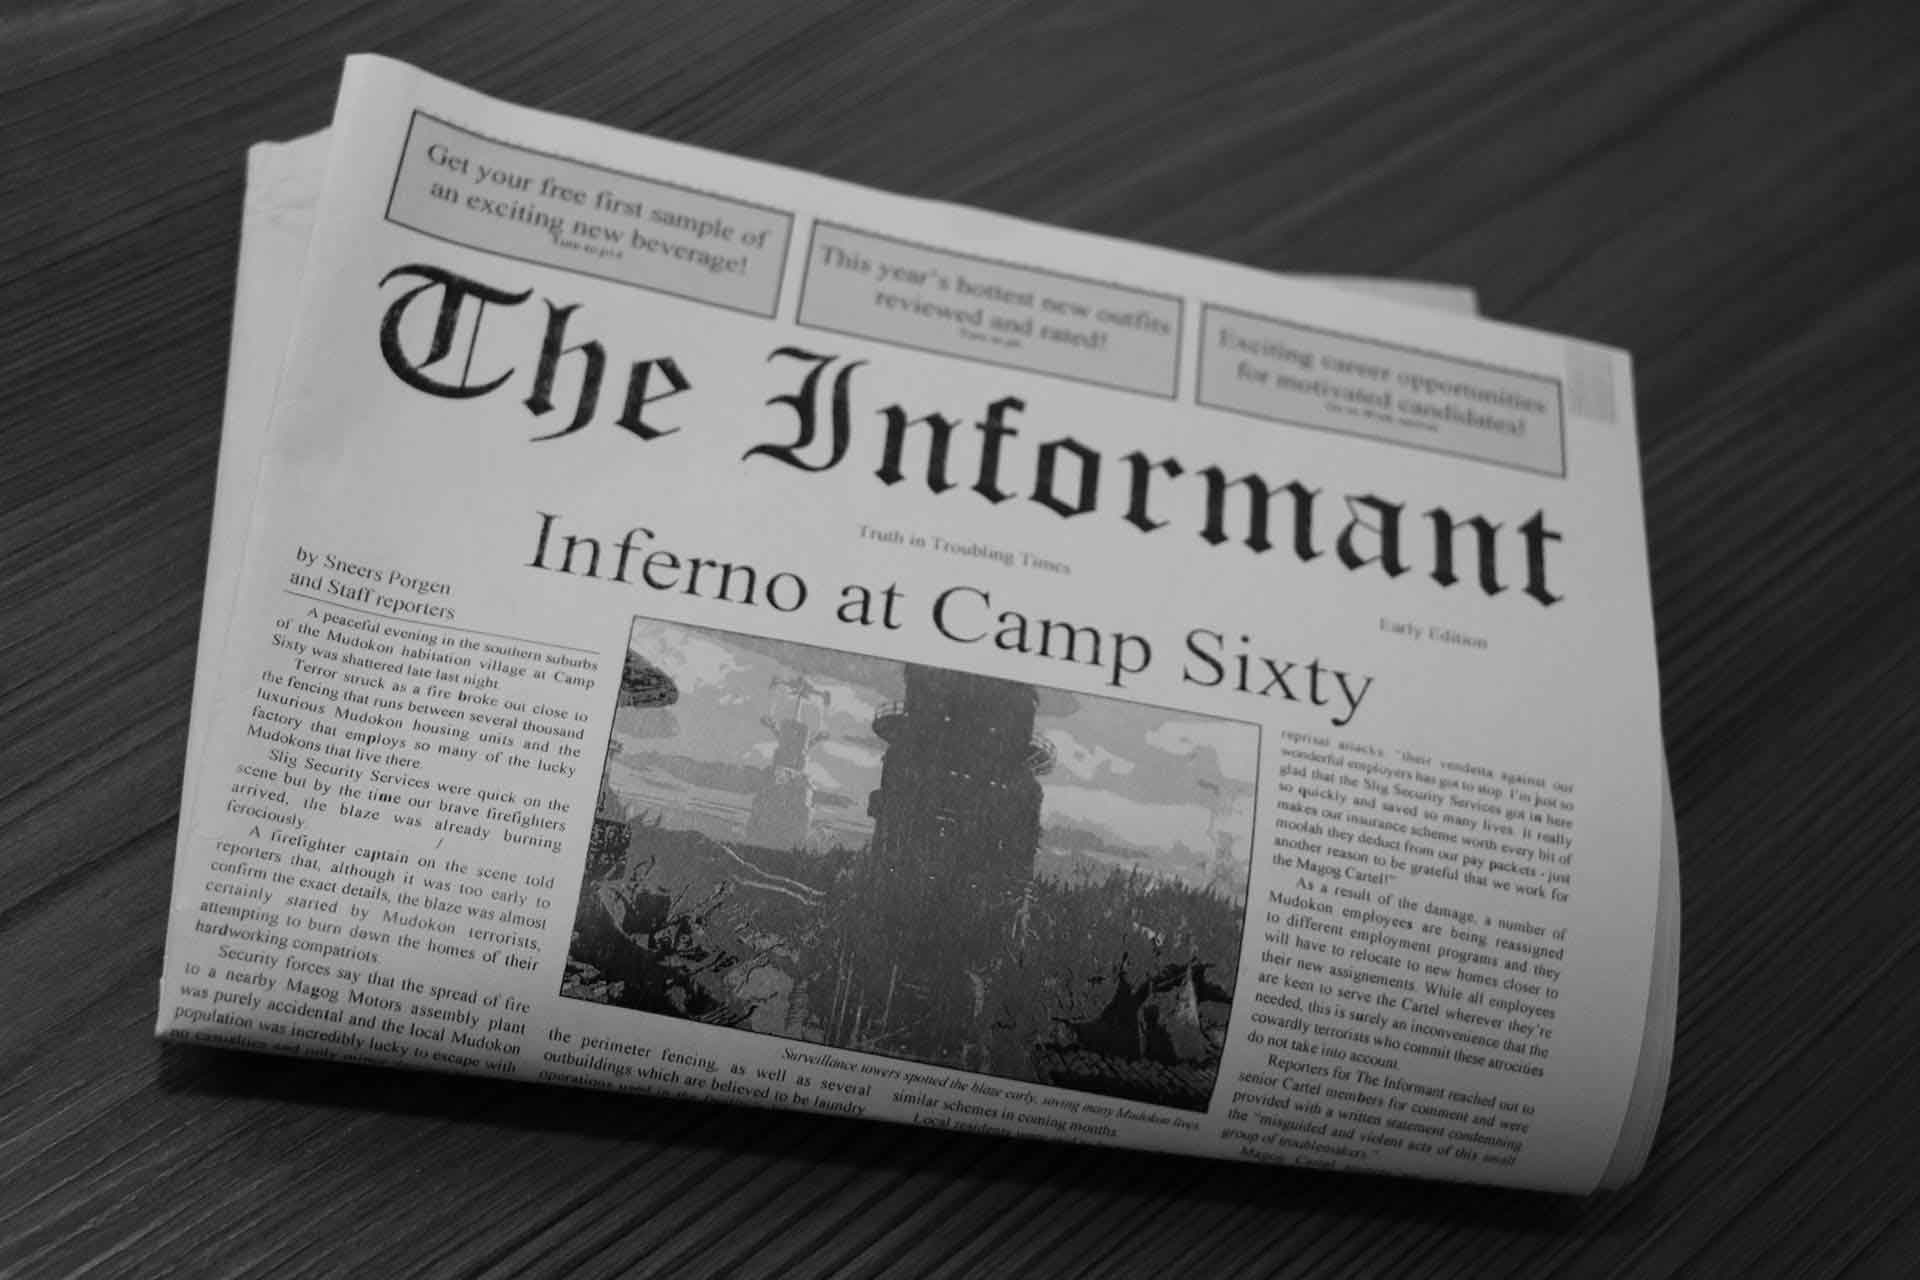 Get your free first sample of
an exciting new beverage!
Turn to p14
This year's hottest new outfits
reviewed and rated!
Exciting career opportunities
for motivated candidates!
The Informant
Truth in Troubling Times
Early Edition
Inferno at Camp Sixty
by Sneers Porgen
and Staff reporters
A peaceful evening in the southern suburbs
of the Mudokon habitation village at Camp
Sixty was shattered late last night.
Terror struck as a fire broke out close to
the fencing that runs between several thousand
luxurious Mudokon housing units and the
factory that employs so many of the lucky
Mudokons that live there.
Slig Security Services were quick on the
scene but by the time our brave firefighters
arrived, the blaze was already burning
ferociously.
A firefighter captain on the scene told
reporters that, although it was too early to
confirm the exact details, the blaze was almost
certainly started by Mudokon terrorists,
attempting to burn down the homes of their
hardworking compatriots.
Security forces say that the spread of fire
to a nearby Magog Motors assembly plant
was purely accidental and the local Mudokon
population was incredibly lucky to escape with
no casualties and only minor
Surveillance towers spotted the blaze early, saving many Mudokon lives.
the perimeter fencing, as well as several
outbuildings which are believed to be laundry
operations used in the
similar schemes in coming months.
Local residents
reprisal attacks. "their vendetta against our
wonderful employers has got to stop. I'm just so
glad that the Slig Security Services got in here
so quickly and saved so many lives. It really
makes our insurance scheme worth every bit of
moolah they deduct from our pay packets - just
another reason to be grateful that we work for
the Magog Cartel!"
As a result of the damage, a number of
Mudokon employees are being reassigned
to different employment programs and they
will have to relocate to new homes closer to
their new assignements. While all employees
are keen to serve the Cartel wherever they're
needed, this is surely an inconvenience that the
cowardly terrorists who commit these atrocities
do not take into account.
Reporters for The Informant reached out to
senior Cartel members for comment and were
provided with a written statement condemning
the "misguided and violent acts of this small
group of troublemakers."
Magog Cartel